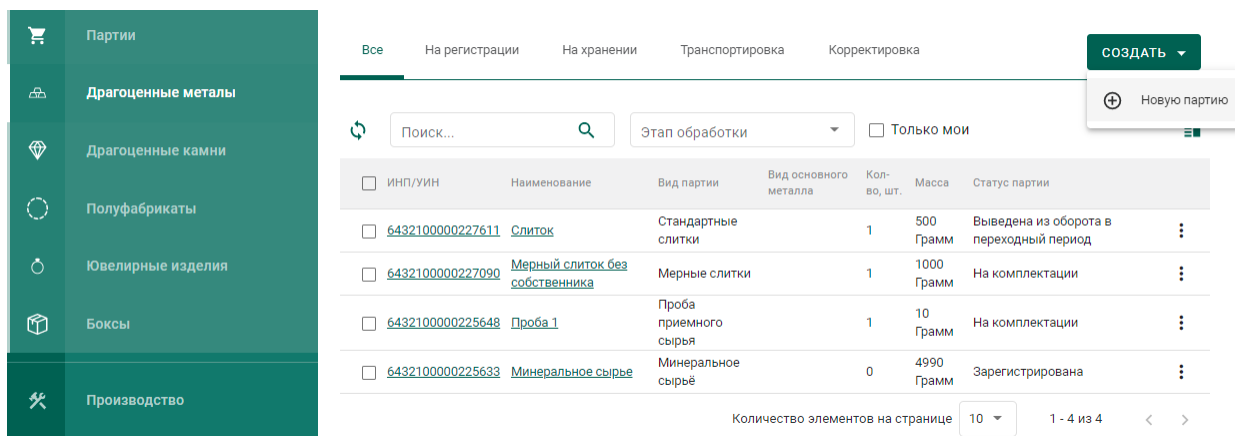 Партии
Драгоценные металы
Драгоценные камни
Полуфабрикаты
Ювелирные изделия
Боксы
Производство
Все На регистрации На хранении Транспортировка Корректировка
СОЗДАТЬ
Новую партию
Поиск... Этап обработки Только мои
ИНП/УИН Наименование Вид партии Вид основного металла Кол-во, шт. Масса Статус партии
6432100000227611 Слиток Стандартные слитки 1 500 Грамм Выведена из оборота в переходный период
6432100000227090 Мерный слиток без собственника Мерные слитки 1 1000 Грамм На комплектации
6432100000225648 Проба 1 Проба приемного сырья 1 10 Грамм На комплектации
6432100000225633 Минеральное сырье Минеральное сырьё 0 4990 Грамм Зарегистрирована
Количество элементов на странице 10 1 - 4 из 4